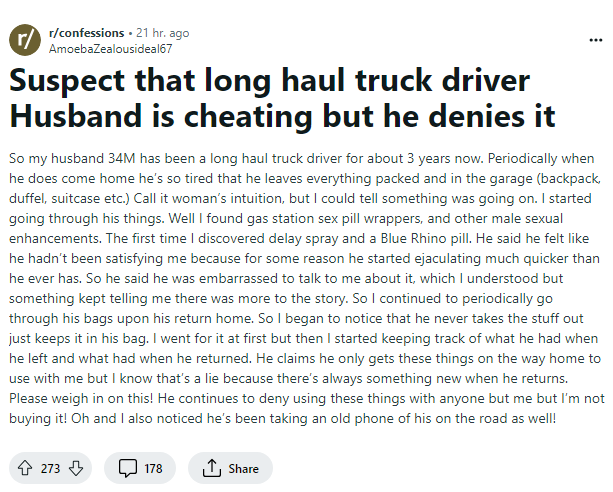 r/confessions • 21 hr. ago
AmoebaZealousideal67
Suspect that long haul truck driver
Husband is cheating but he denies it
So my husband 34M has been a long haul truck driver for about 3 years now. Periodically when
he does come home he's so tired that he leaves everything packed and in the garage (backpack,
duffel, suitcase etc.) Call it woman's intuition, but I could tell something was going on. I started
going through his things. Well I found gas station sex pill wrappers, and other male sexual
enhancements. The first time I discovered delay spray and a Blue Rhino pill. He said he felt like
he hadn't been satisfying me because for some reason he started ejaculating much quicker than
he ever has. So he said he was embarrassed to talk to me about it, which I understood but
something kept telling me there was more to the story. So I continued to periodically go
through his bags upon his return home. So I began to notice that he never takes the stuff out
just keeps it in his bag. I went for it at first but then I started keeping track of what he had when
he left and what had when he returned. He claims he only gets these things on the way home to
use with me but I know that's a lie because there's always something new when he returns.
Please weigh in on this! He continues to deny using these things with anyone but me but I'm not
buying it! Oh and I also noticed he's been taking an old phone of his on the road as well!
273 178 Share